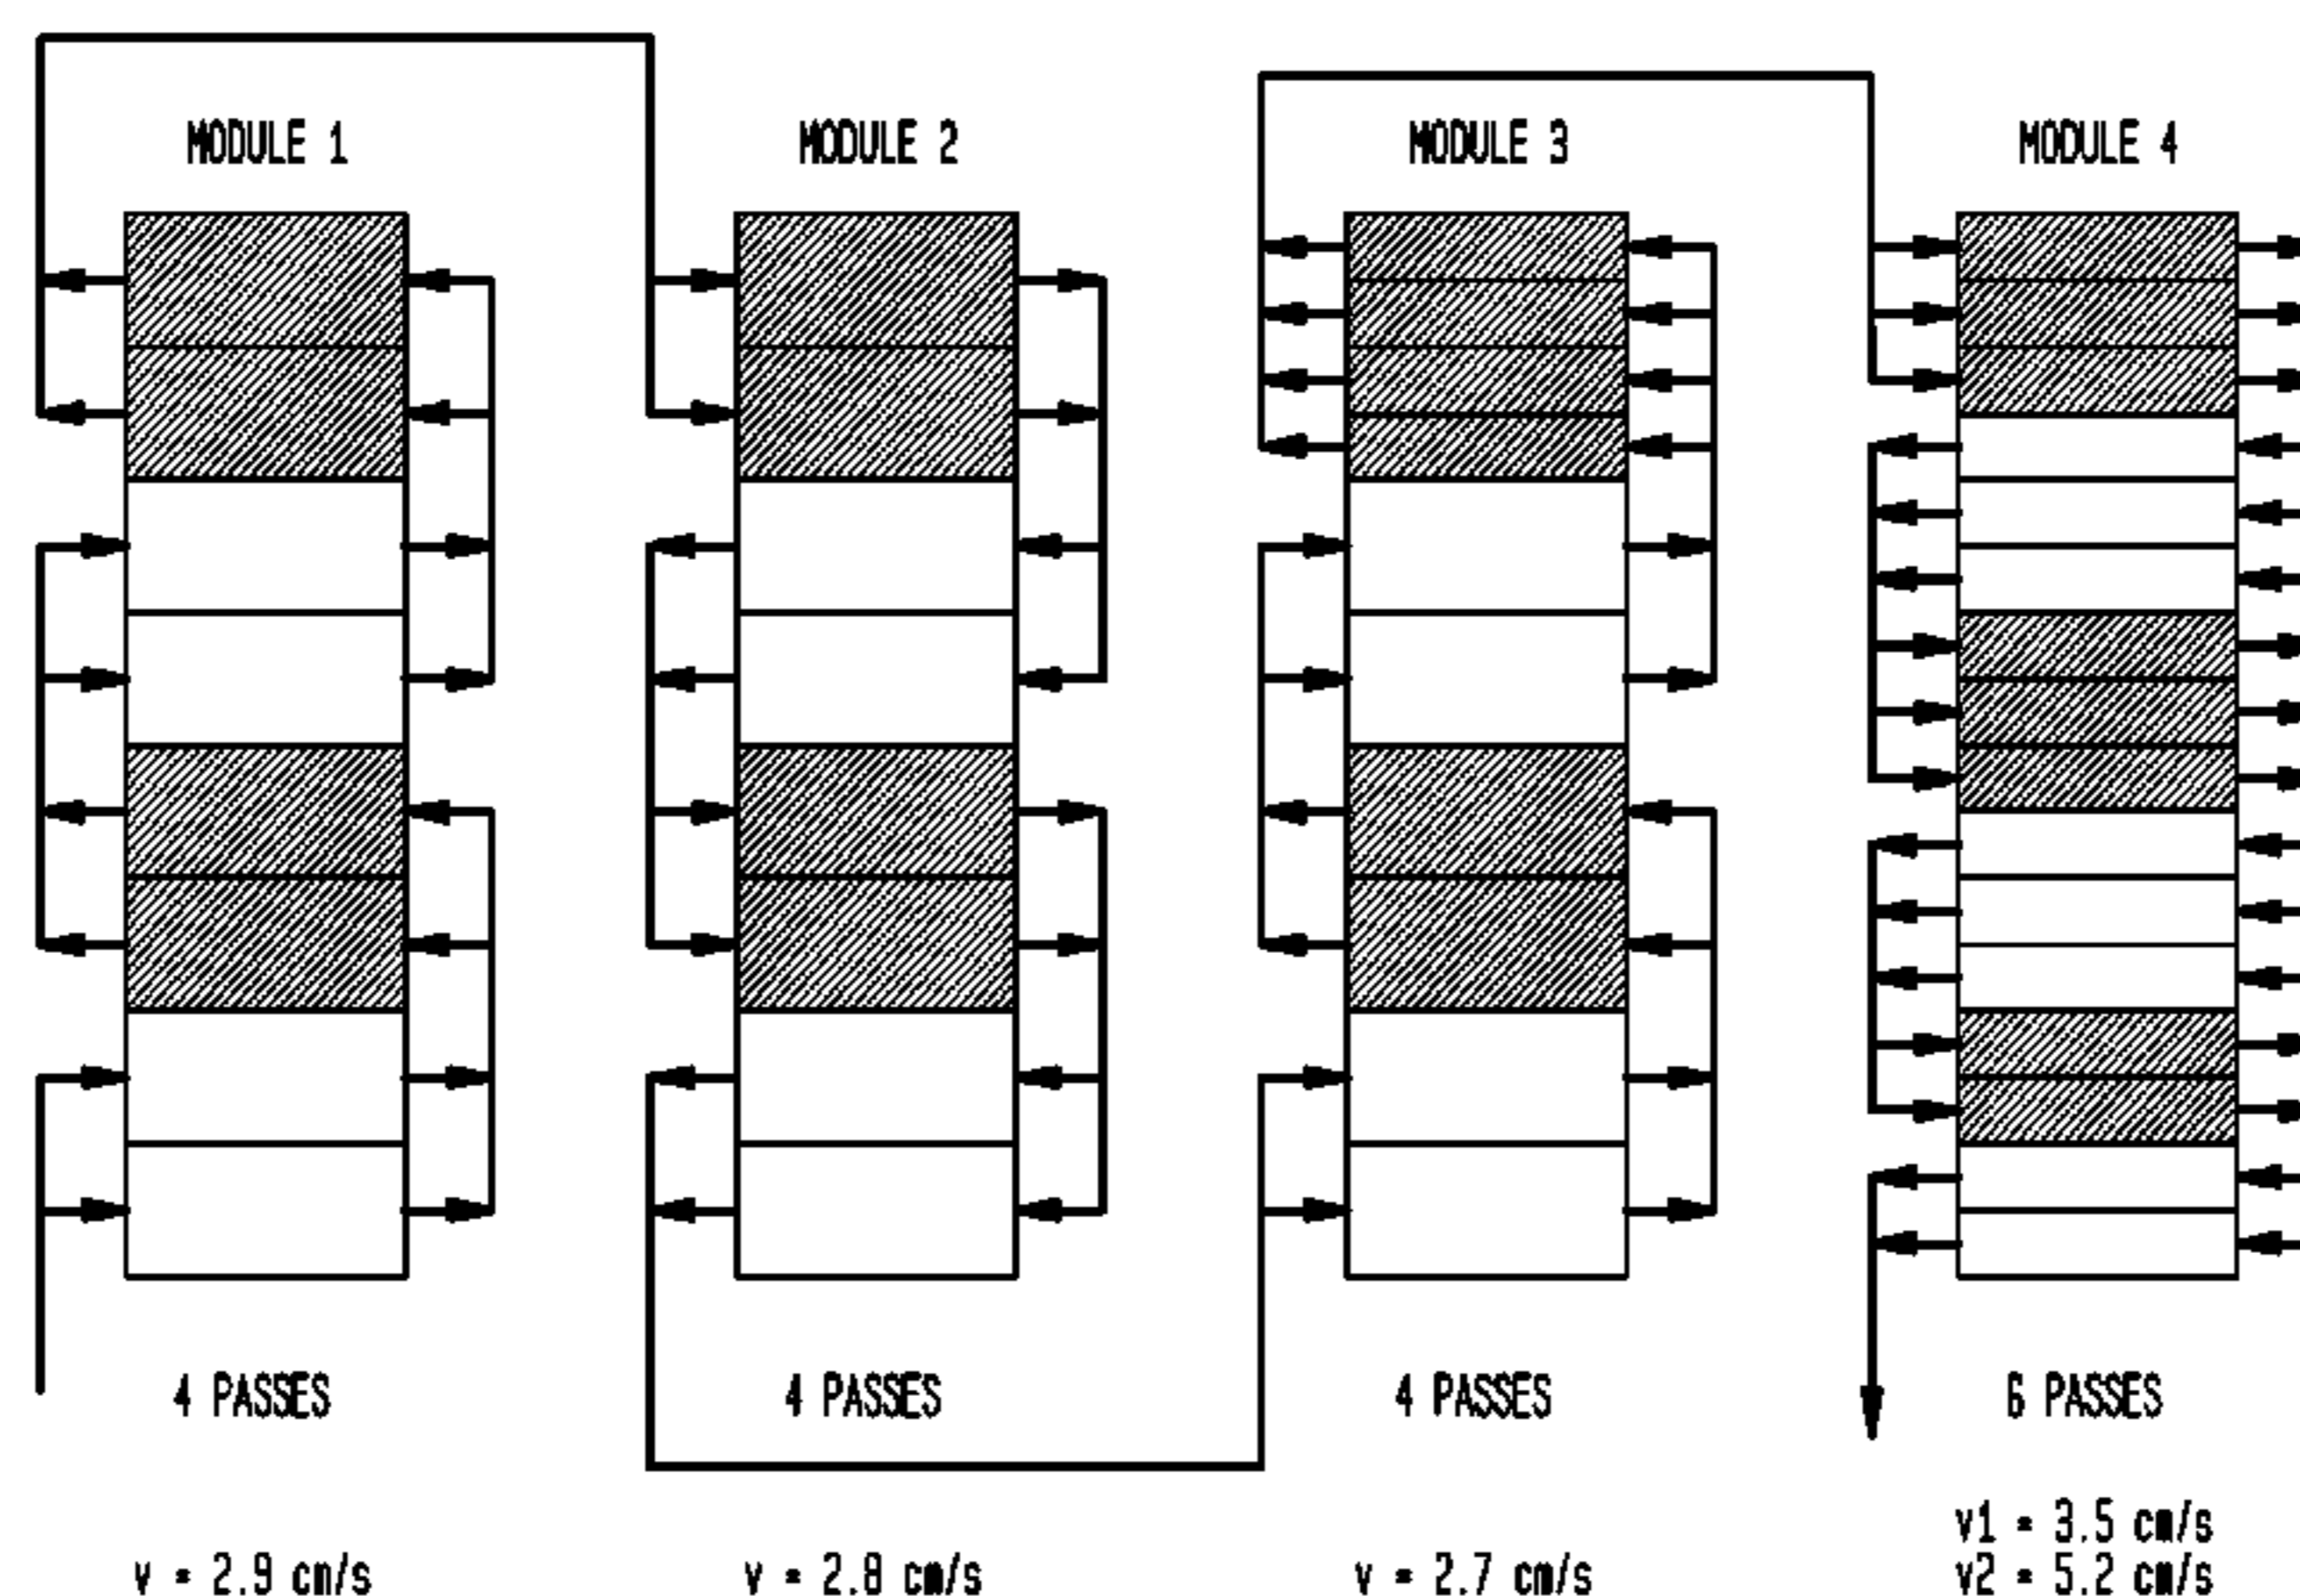 MODULE 1
MODULE 2
MODULE 3
MODULE 4
4 PASSES
4 PASSES
4 PASSES
6 PASSES
v = 2.9 cm/s
v = 2.8 cm/s
v = 2.7 cm/s
v1 = 3.5 cm/s
v2 = 5.2 cm/s